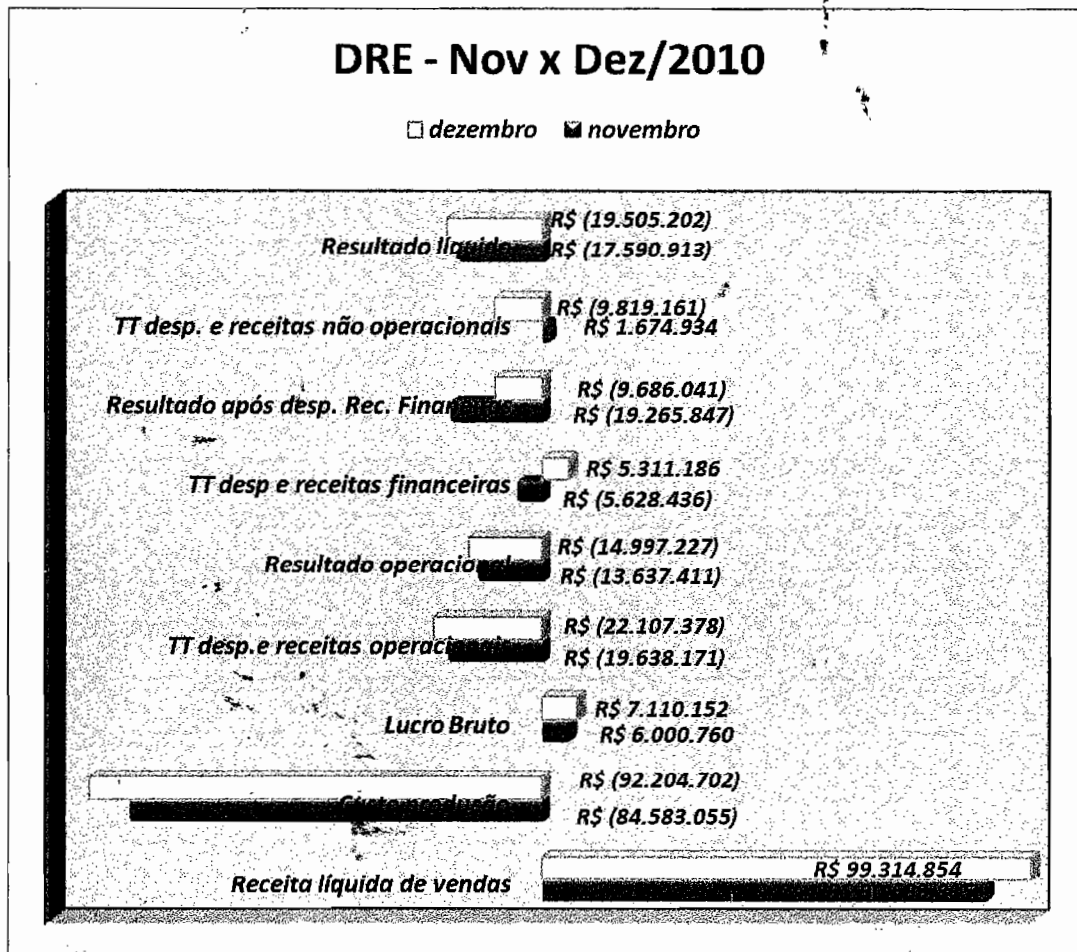 DRE - Nov x Dez/2010
dezembro novembro
R$ (19.505.202)
Resultado líquido
R$ (17.590.913)
R$ (9.819.161)
TT desp. e receitas não operacionais
R$ 1.674.934
R$ (9.686.041)
Resultado após desp. Rec.
R$ (19.265.847)
R$ 5.311.186
TT desp e receitas financeiras
R$ (5.628.436)
R$ (14.997.227)
Resultado operacional
R$ (13.637.411)
R$ (22.107.378)
TT desp.e receitas operacionais
R$ (19.638.171)
R$ 7.110.152
Lucro Bruto
R$ 6.000.760
R$ (92.204.702)
Custo produção
R$ (84.583.055)
R$ 99.314.854
Receita líquida de vendas